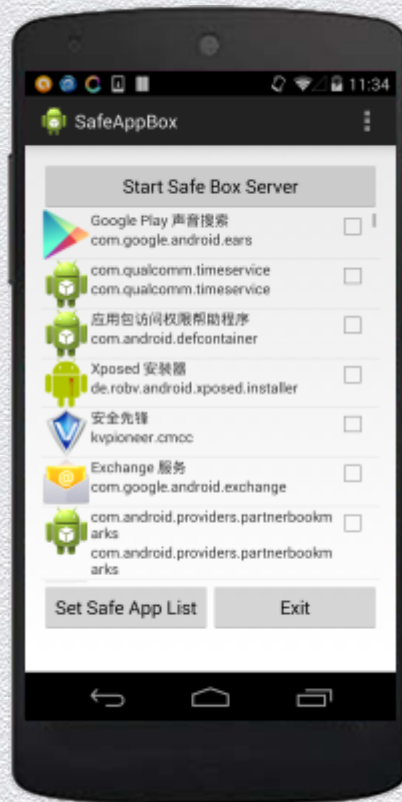 11:34
SafeAppBox
Start Safe Box Server
Google Play 声音搜索
com.google.android.ears
com.qualcomm.timeservice
com.qualcomm.timeservice
应用包访问权限帮助程序
com.android.defcontainer
Xposed 安装器
de.robv.android.xposed.installer
安全先锋
kvpioneer.cmcc
Exchange 服务
com.google.android.exchange
com.android.providers.partnerbookm
arks
com.android.providers.partnerbookm
arks
Set Safe App List
Exit